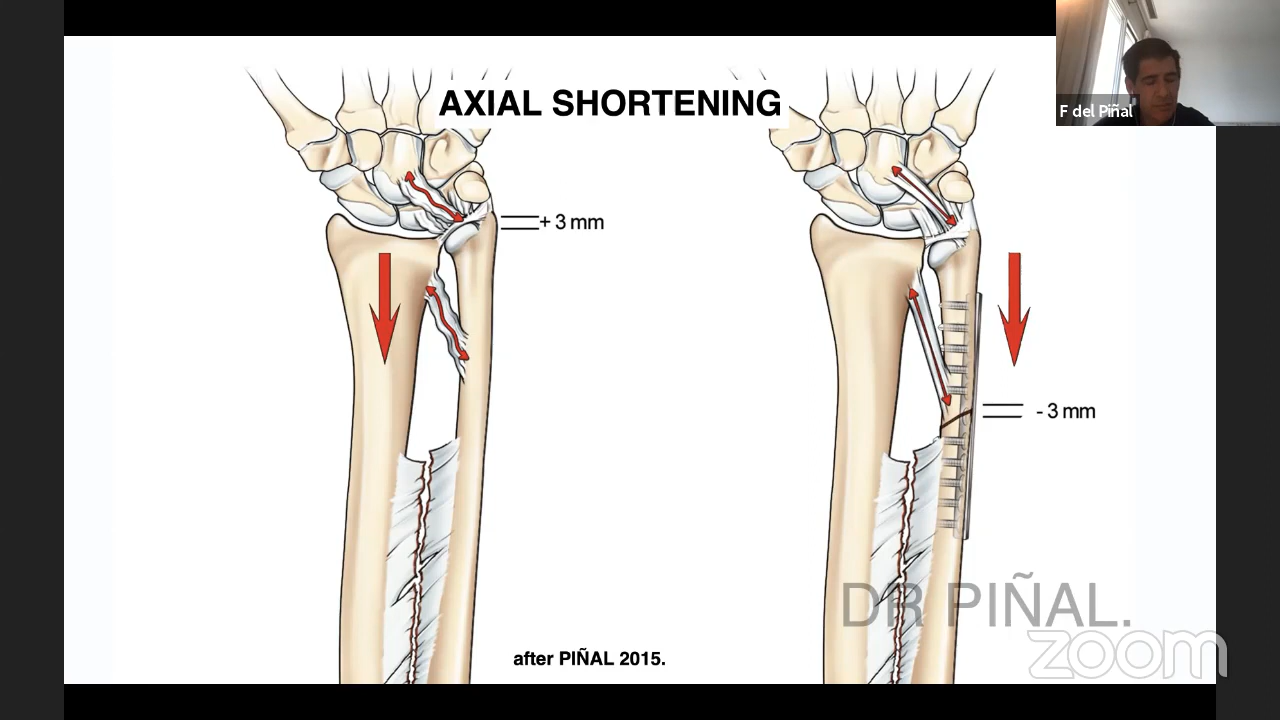 AXIAL SHORTENING
F del Piñal
+ 3 mm
- 3 mm
DR PIÑAL.
zoom
after PIÑAL 2015.